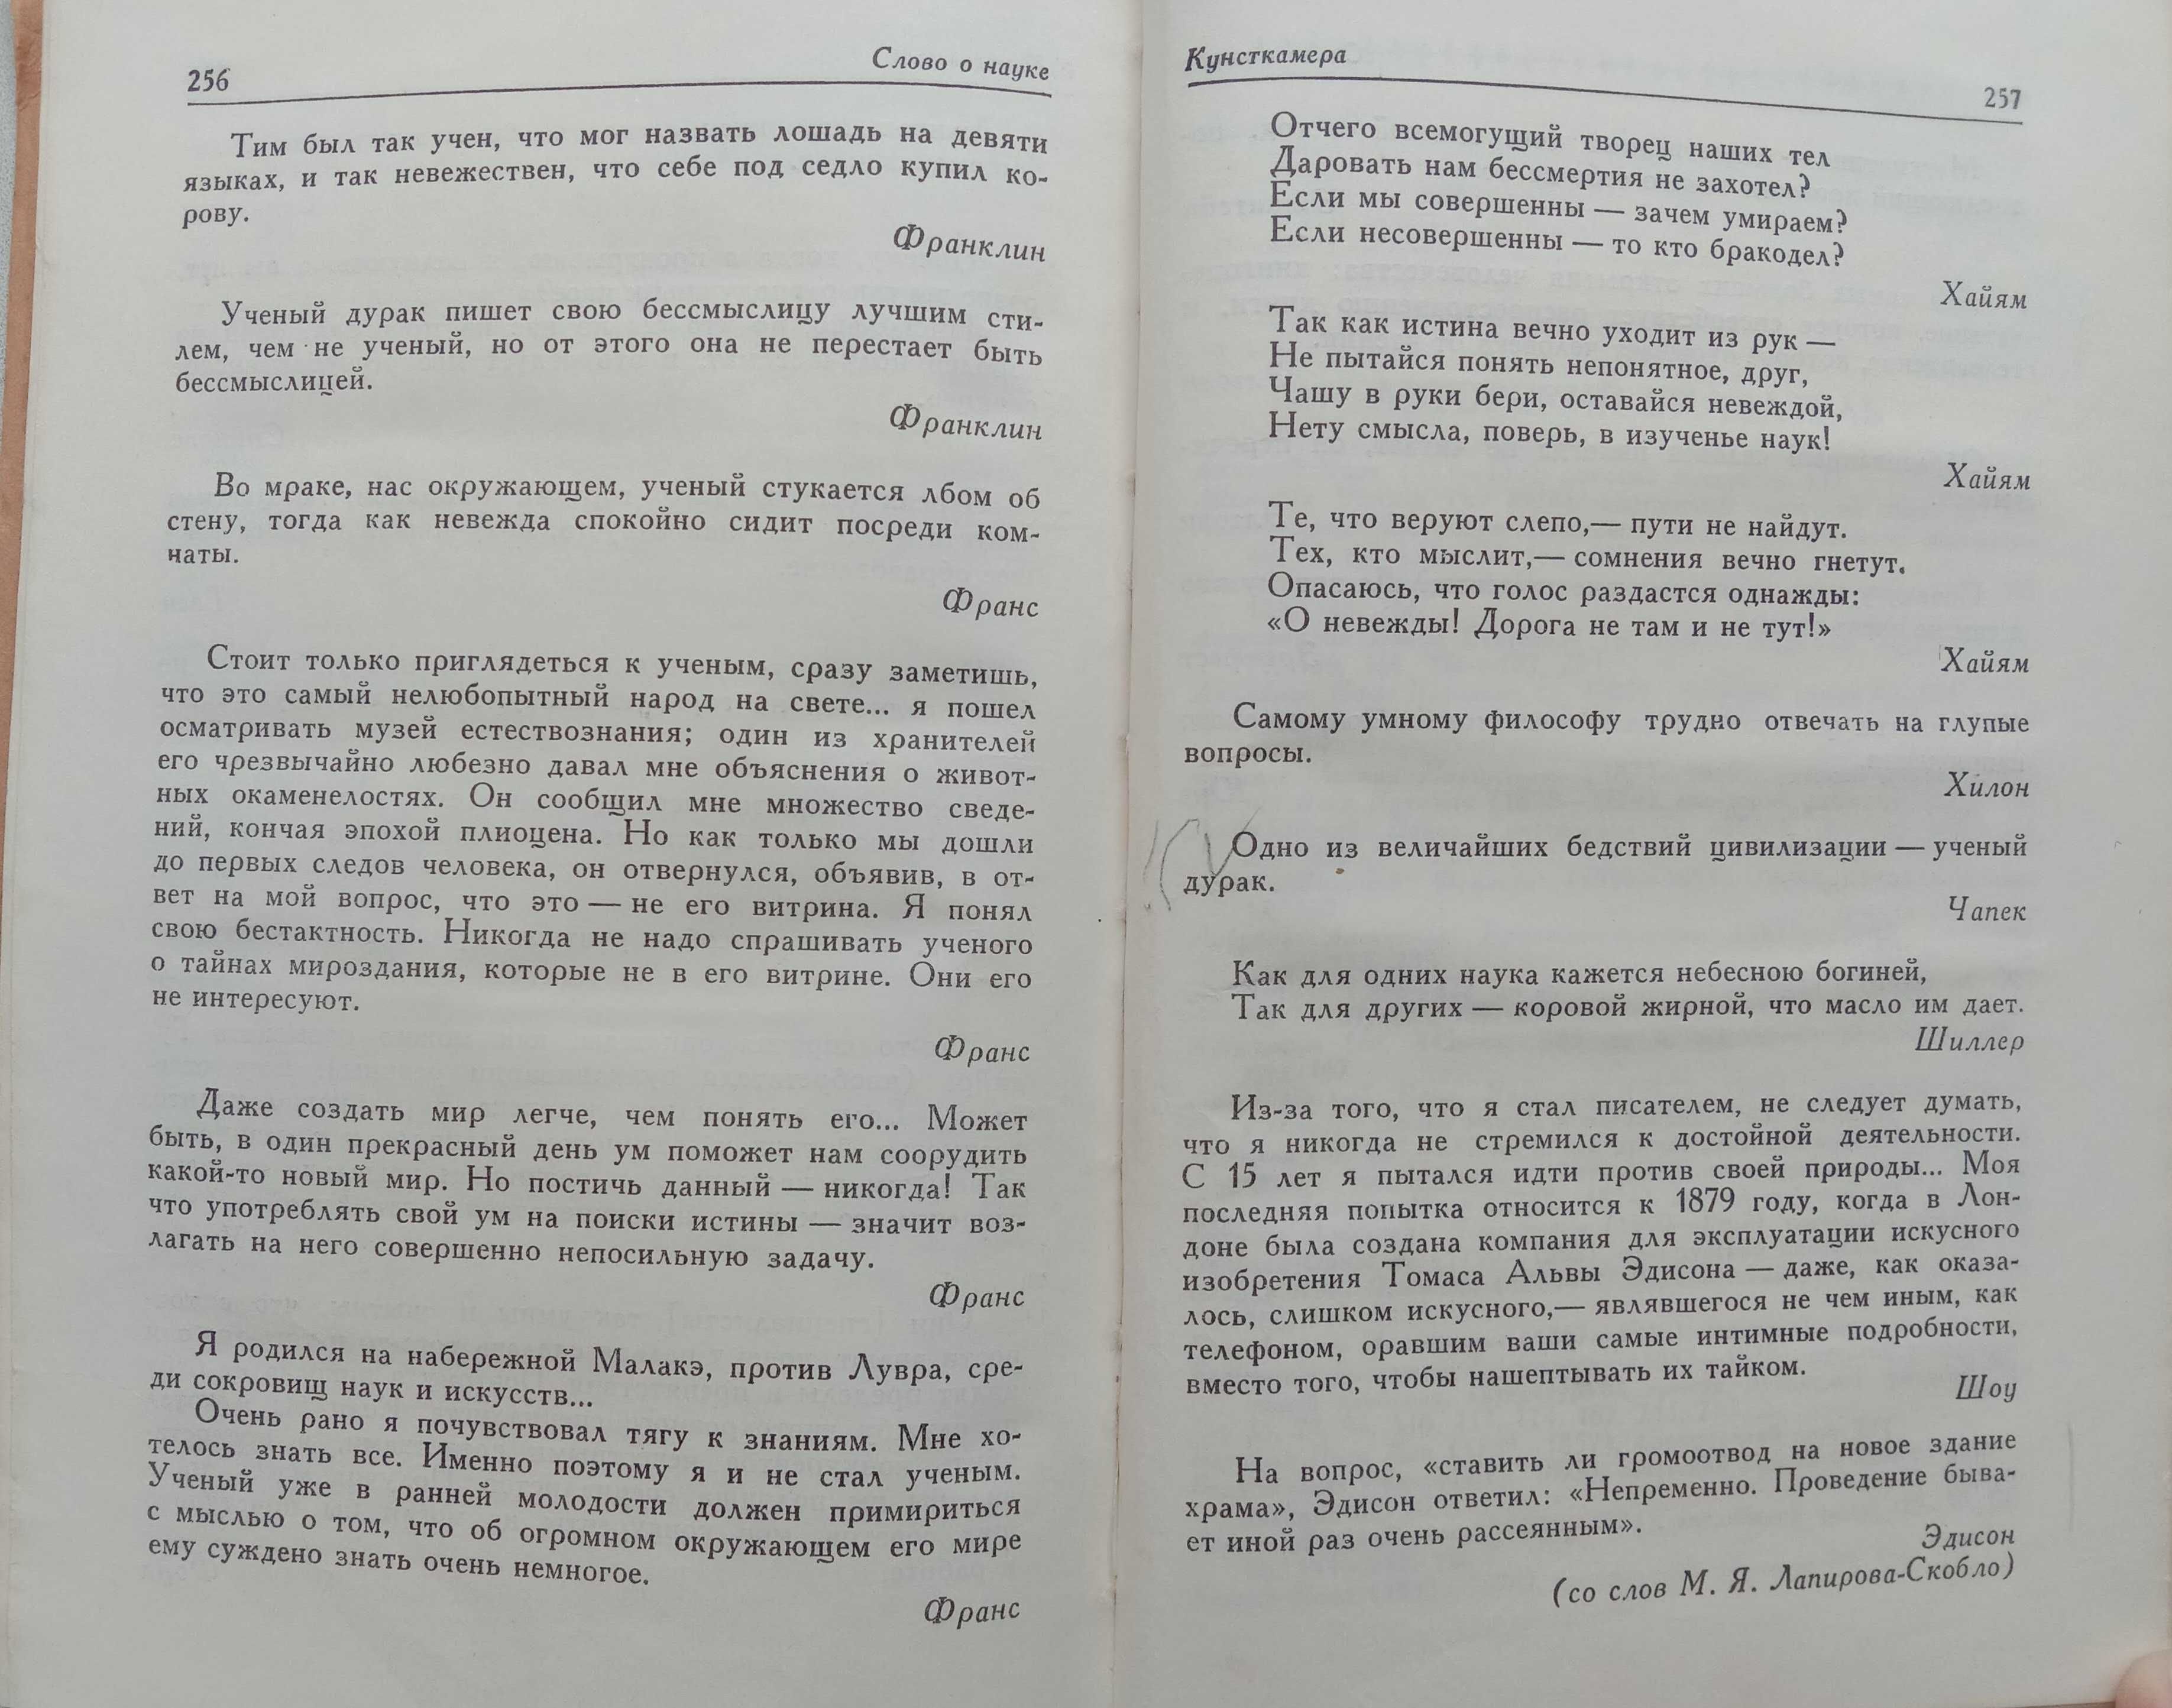 256
Слово о науке
Тим был так учен, что мог назвать лошадь на девяти
языках, и так невежествен, что себе под седло купил ко-
рову.
Франклин
Ученый дурак пишет свою бессмыслицу лучшим сти-
лем, чем не ученый, но от этого она не перестает быть
бессмыслицей.
Франклин
Во мраке, нас окружающем, ученый стукается лбом об
стену, тогда как невежда спокойно сидит посреди ком-
наты.
Франс
Стоит только приглядеться к ученым, сразу заметишь,
что это самый нелюбопытный народ на свете... я пошел
осматривать музей естествознания; один из хранителей
его чрезвычайно любезно давал мне объяснения о живот-
ных окаменелостях. Он сообщил мне множество сведе-
ний, кончая эпохой плиоцена. Но как только мы дошли
до первых следов человека, он отвернулся, объявив, в от-
вет на мой вопрос, что это — не его витрина. Я понял
свою бестактность. Никогда не надо спрашивать ученого
о тайнах мироздания, которые не в его витрине. Они его
не интересуют.
Франс
Даже создать мир легче, чем понять его... Может
быть, в один прекрасный день ум поможет нам соорудить
какой-то новый мир. Но постичь данный — никогда! Так
что употреблять свой ум на поиски истины — значит воз-
лагать на него совершенно непосильную задачу.
Франс
Я родился на набережной Малакэ, против Лувра, сре-
ди сокровищ наук и искусств...
Очень рано я почувствовал тягу к знаниям. Мне хо-
телось знать все. Именно поэтому я и не стал ученым.
Ученый уже в ранней молодости должен примириться
с мыслью о том, что об огромном окружающем его мире
ему суждено знать очень немногое.
Франс
Кунсткамера
257
Отчего всемогущий творец наших тел
Даровать нам бессмертия не захотел?
Если мы совершенны — зачем умираем?
Если несовершенны — то кто бракодел?
Хайям
Так как истина вечно уходит из рук —
Не пытайся понять непонятное, друг,
Чашу в руки бери, оставайся невеждой,
Нету смысла, поверь, в изученье наук!
Хайям
Те, что веруют слепо,— пути не найдут.
Тех, кто мыслит,— сомнения вечно гнетут.
Опасаюсь, что голос раздастся однажды:
«О невежды! Дорога не там и не тут!»
Хайям
Самому умному философу трудно отвечать на глупые
вопросы.
Хилон
Одно из величайших бедствий цивилизации — ученый
дурак.
Чапек
Как для одних наука кажется небесною богиней,
Так для других — коровой жирной, что масло им дает.
Шиллер
Из-за того, что я стал писателем, не следует думать,
что я никогда не стремился к достойной деятельности.
С 15 лет я пытался идти против своей природы... Моя
последняя попытка относится к 1879 году, когда в Лон-
доне была создана компания для эксплуатации искусного
изобретения Томаса Альвы Эдисона — даже, как оказа-
лось, слишком искусного,— являвшегося не чем иным, как
телефоном, оравшим ваши самые интимные подробности,
вместо того, чтобы нашептывать их тайком.
Шоу
На вопрос, «ставить ли громоотвод на новое здание
храма», Эдисон ответил: «Непременно. Проведение быва-
ет иной раз очень рассеянным».
Эдисон
(со слов М. Я. Лапирова-Скобло)